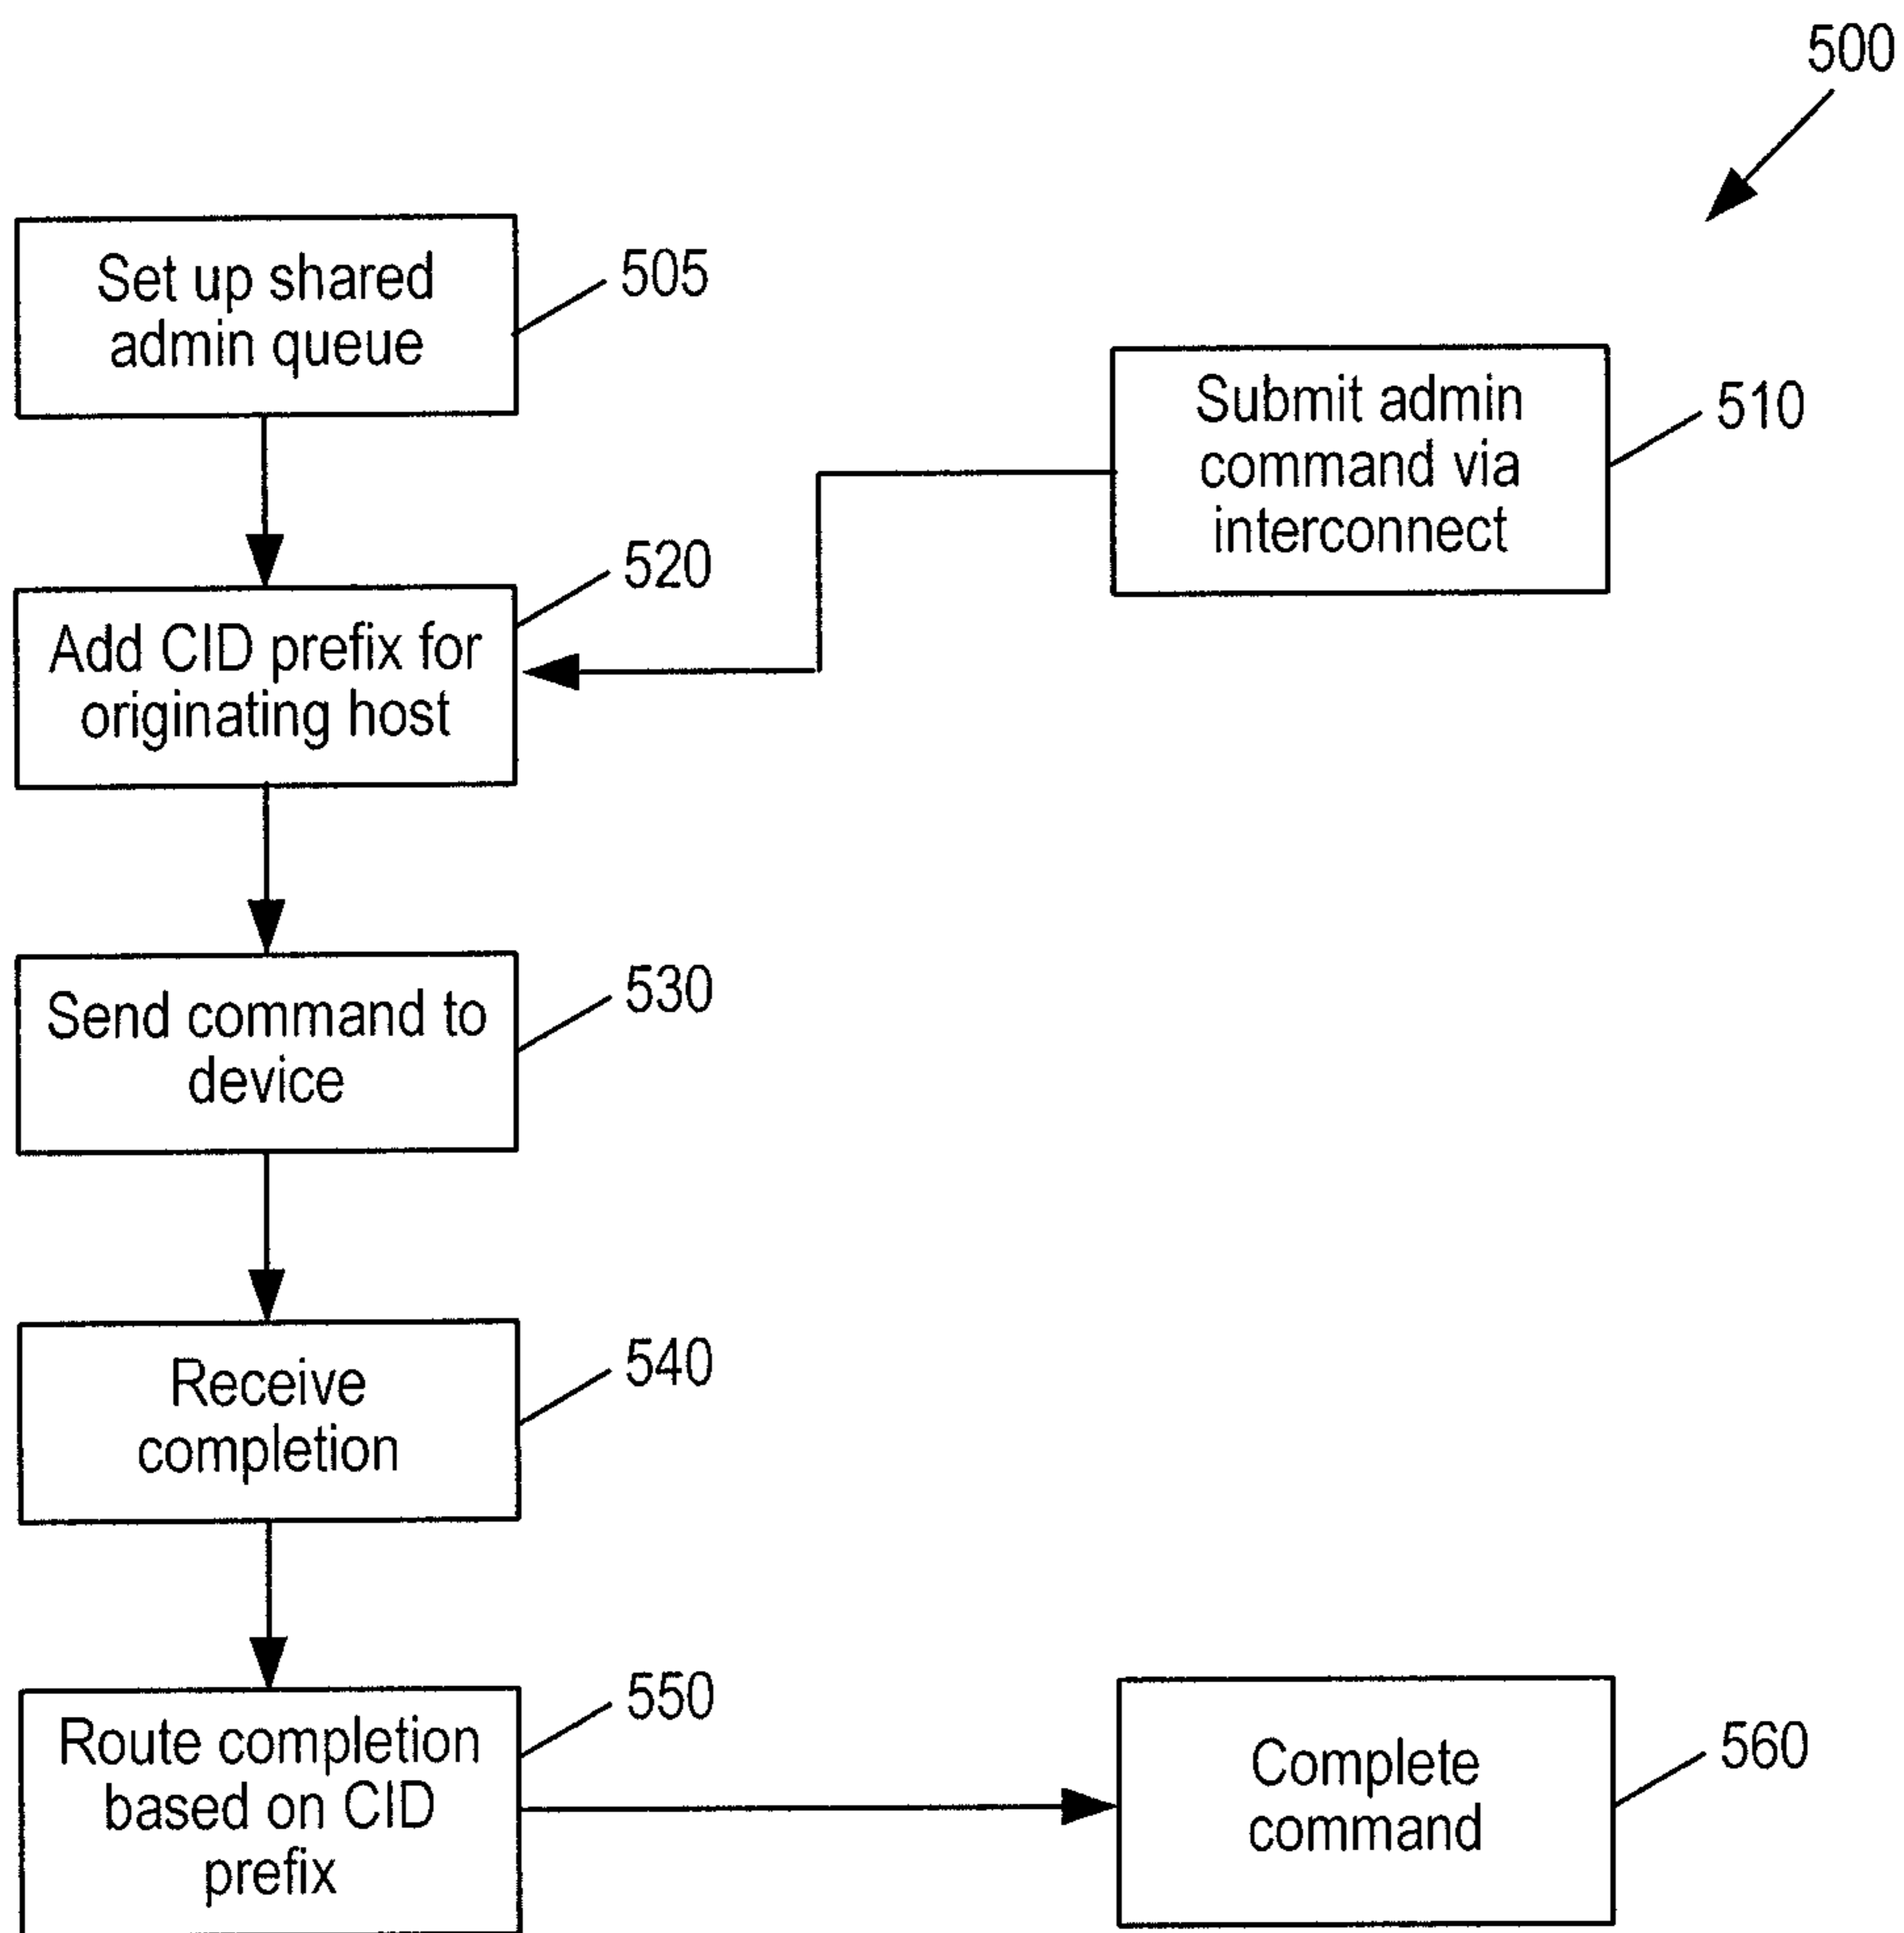 500
Set up shared
admin queue
505
Submit admin
command via
interconnect
510
Add CID prefix for
originating host
520
Send command to
device
530
Receive
completion
540
Route completion
based on CID
prefix
550
Complete
command
560